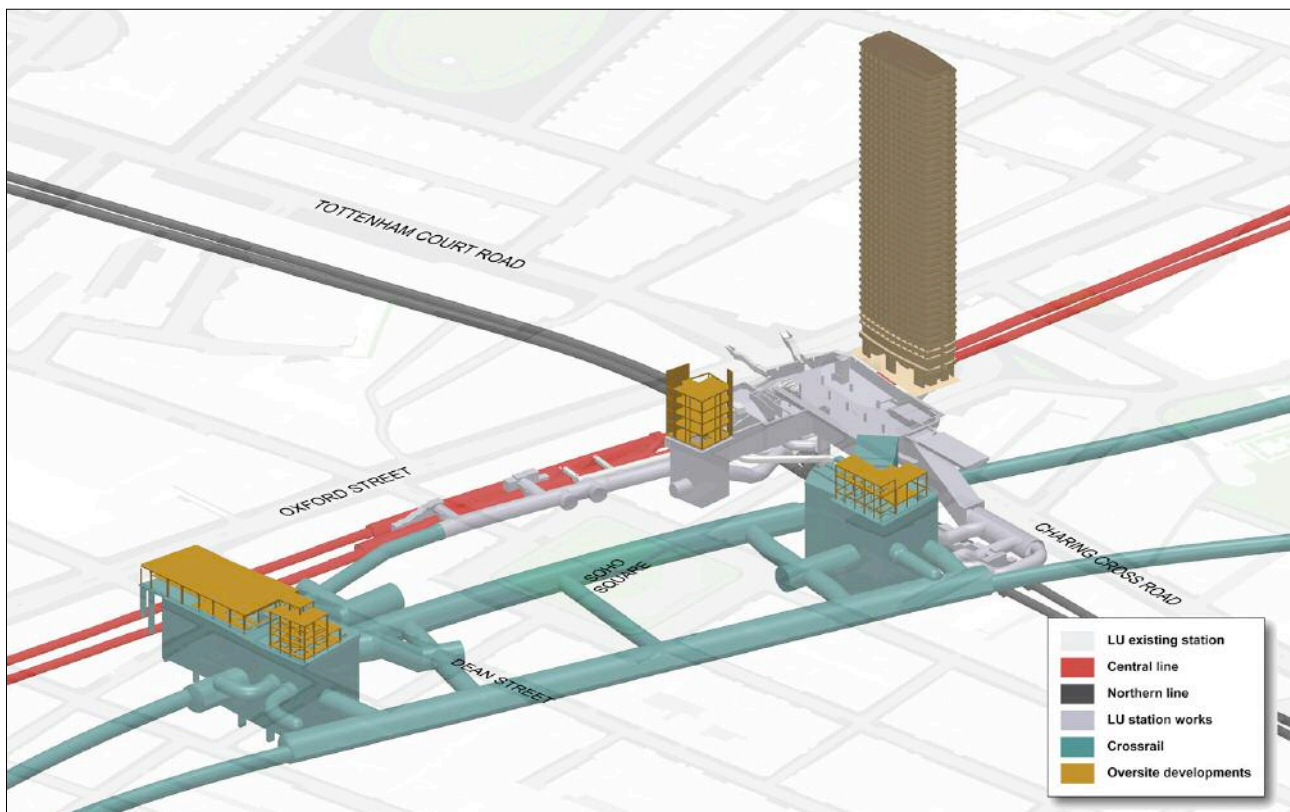 TOTTENHAM COURT ROAD
OXFORD STREET
SOHO
SQUARE
CHARING CROSS ROAD
DEAN STREET
LU existing station
Central line
Northern line
LU station works
Crossrail
Oversite developments